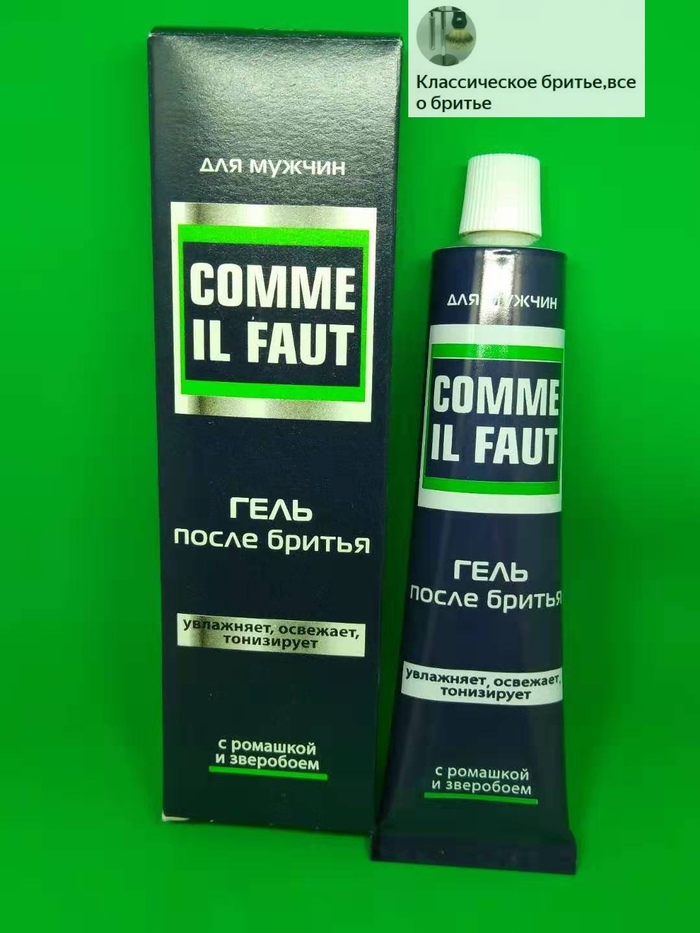 Классическое бритье,все
о бритье
для мужчин
COMME
IL FAUT
гель
после бритья
увлажняет, освежает,
тонизирует
с ромашкой
и зверобоем
для мужчин
COMME
IL FAUT
гель
после бритья
увлажняет, освежает,
тонизирует
с ромашкой
и зверобоем